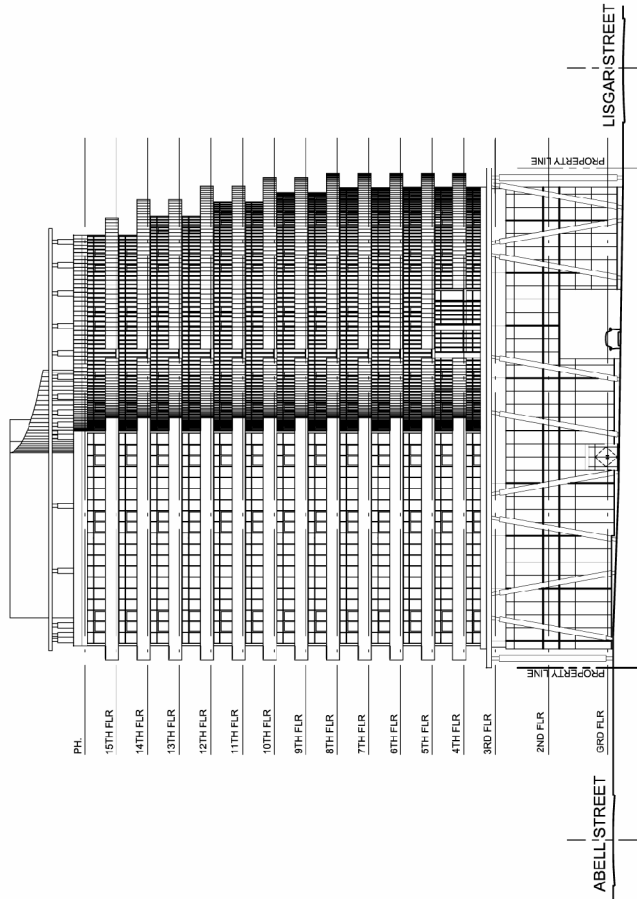 PH.
15TH FLR
14TH FLR
13TH FLR
12TH FLR
11TH FLR
10TH FLR
9TH FLR
8TH FLR
7TH FLR
6TH FLR
5TH FLR
4TH FLR
3RD FLR
2ND FLR
GRD FLR
PROPERTY LINE
PROPERTY LINE
ABELL STREET
LISGAR STREET